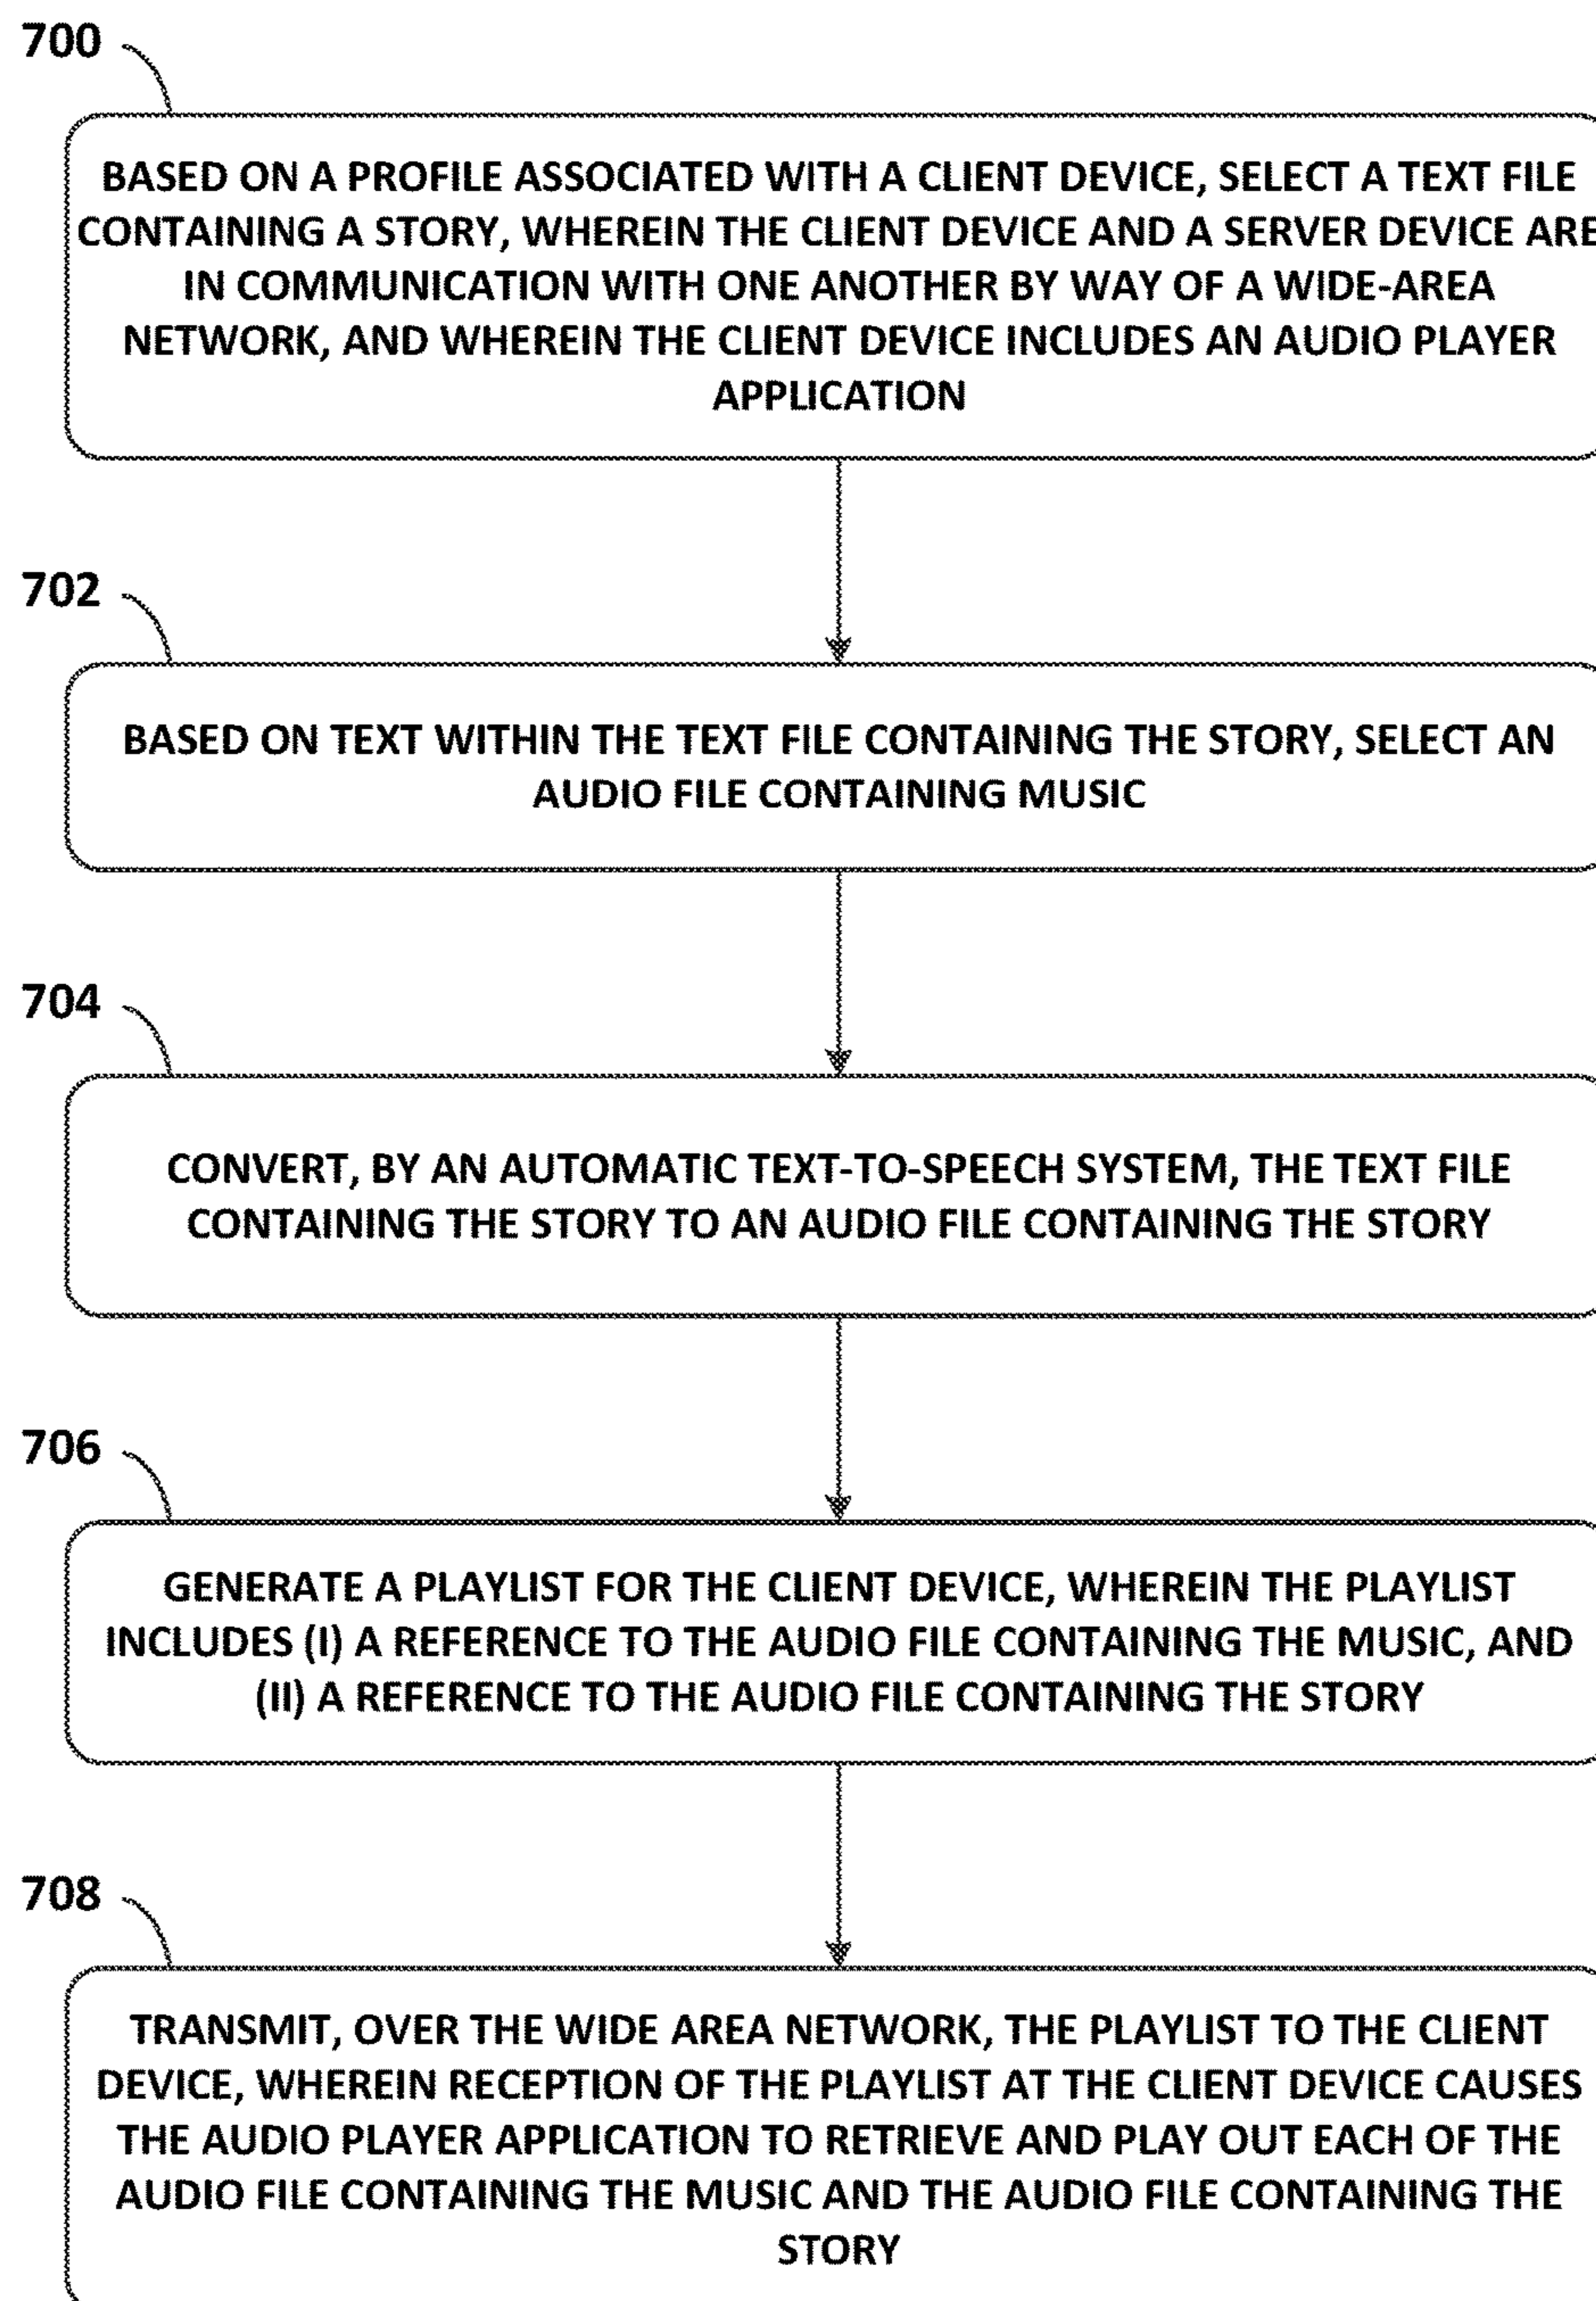 700
BASED ON A PROFILE ASSOCIATED WITH A CLIENT DEVICE, SELECT A TEXT FILE
CONTAINING A STORY, WHEREIN THE CLIENT DEVICE AND A SERVER DEVICE ARE
IN COMMUNICATION WITH ONE ANOTHER BY WAY OF A WIDE-AREA
NETWORK, AND WHEREIN THE CLIENT DEVICE INCLUDES AN AUDIO PLAYER
APPLICATION
702
BASED ON TEXT WITHIN THE TEXT FILE CONTAINING THE STORY, SELECT AN
AUDIO FILE CONTAINING MUSIC
704
CONVERT, BY AN AUTOMATIC TEXT-TO-SPEECH SYSTEM, THE TEXT FILE
CONTAINING THE STORY TO AN AUDIO FILE CONTAINING THE STORY
706
GENERATE A PLAYLIST FOR THE CLIENT DEVICE, WHEREIN THE PLAYLIST
INCLUDES (I) A REFERENCE TO THE AUDIO FILE CONTAINING THE MUSIC, AND
(II) A REFERENCE TO THE AUDIO FILE CONTAINING THE STORY
708
TRANSMIT, OVER THE WIDE AREA NETWORK, THE PLAYLIST TO THE CLIENT
DEVICE, WHEREIN RECEPTION OF THE PLAYLIST AT THE CLIENT DEVICE CAUSES
THE AUDIO PLAYER APPLICATION TO RETRIEVE AND PLAY OUT EACH OF THE
AUDIO FILE CONTAINING THE MUSIC AND THE AUDIO FILE CONTAINING THE
STORY